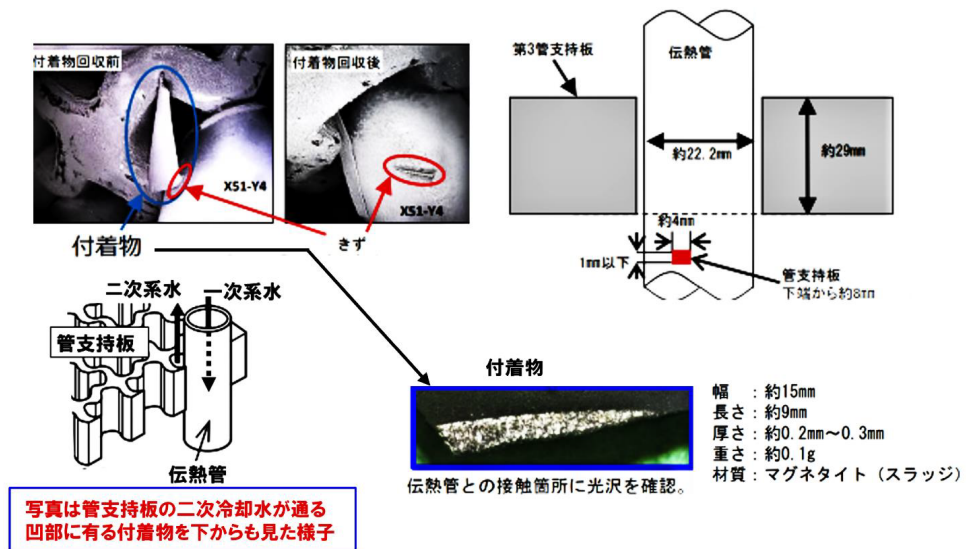 付着物回収前
X51-Y4
付着物回収後
X51-Y4
付着物
きず
第3管支持板
伝熱管
約22.2mm
約29mm
約4mm
1mm以下
管支持板
下端から約8mm
二次系水
一次系水
管支持板
伝熱管
写真は管支持板の二次冷却水が通る
凹部に有る付着物を下からも見た様子
付着物
伝熱管との接触箇所に光沢を確認。
幅 :約15mm
長さ:約9mm
厚さ:約0.2mm~0.3mm
重さ:約0.1g
材質:マグネタイト(スラッジ)